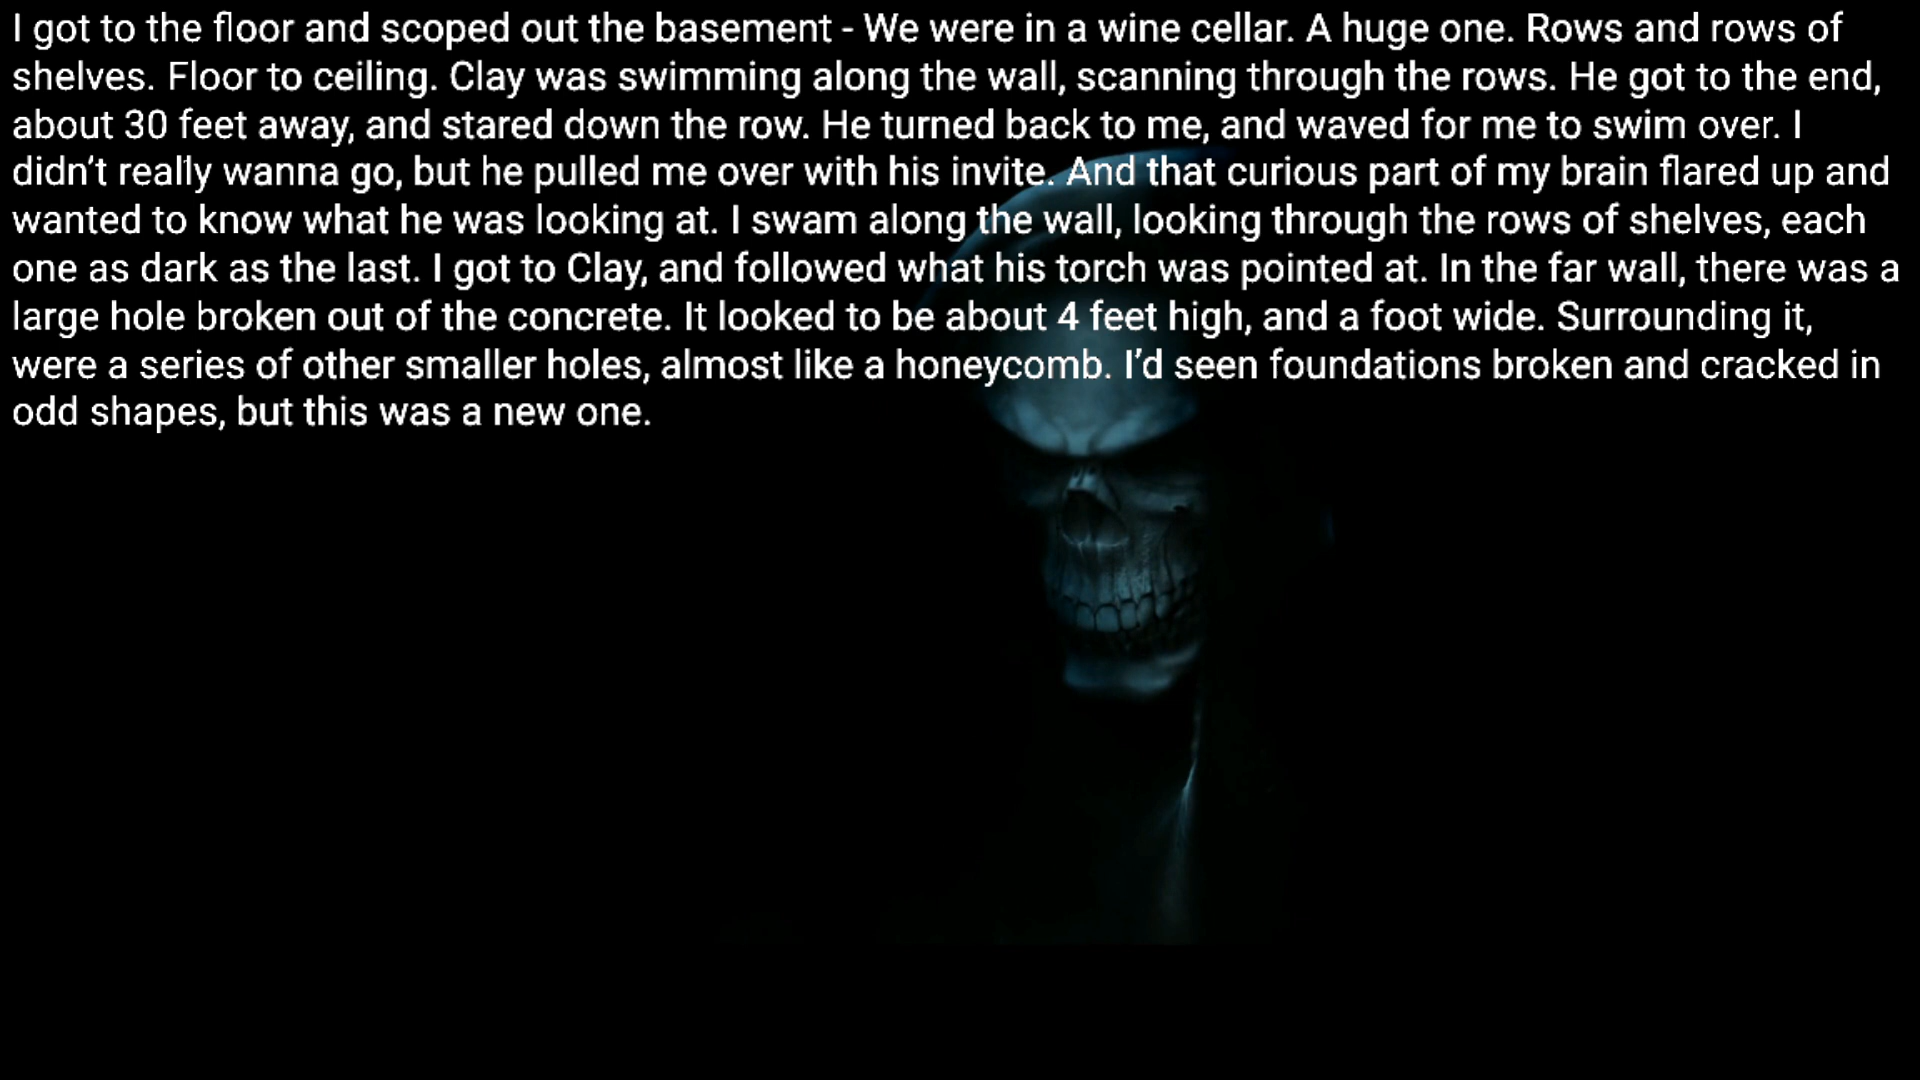 I got to the floor and scoped out the basement - We were in a wine cellar. A huge one. Rows and rows of
shelves. Floor to ceiling. Clay was swimming along the wall, scanning through the rows. He got to the end,
about 30 feet away, and stared down the row. He turned back to me, and waved for me to swim over. I
didn’t really wanna go, but he pulled me over with his invite. And that curious part of my brain flared up and
wanted to know what he was looking at. I swam along the wall, looking through the rows of shelves, each
one as dark as the last. I got to Clay, and followed what his torch was pointed at. In the far wall, there was a
large hole broken out of the concrete. It looked to be about 4 feet high, and a foot wide. Surrounding it,
were a series of other smaller holes, almost like a honeycomb. I’d seen foundations broken and cracked in
odd shapes, but this was a new one.